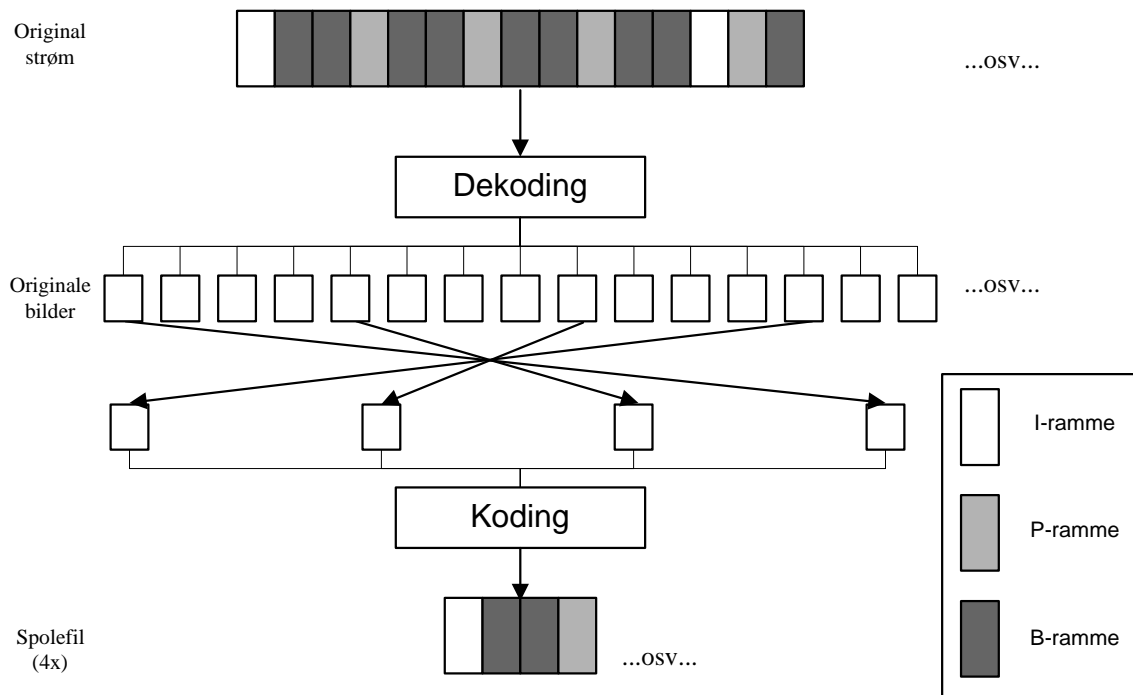 Original
strøm
...osv...
Dekoding
Originale
bilder
...osv...
I-ramme
Koding
P-ramme
Spolefil
(4x)
...osv...
B-ramme